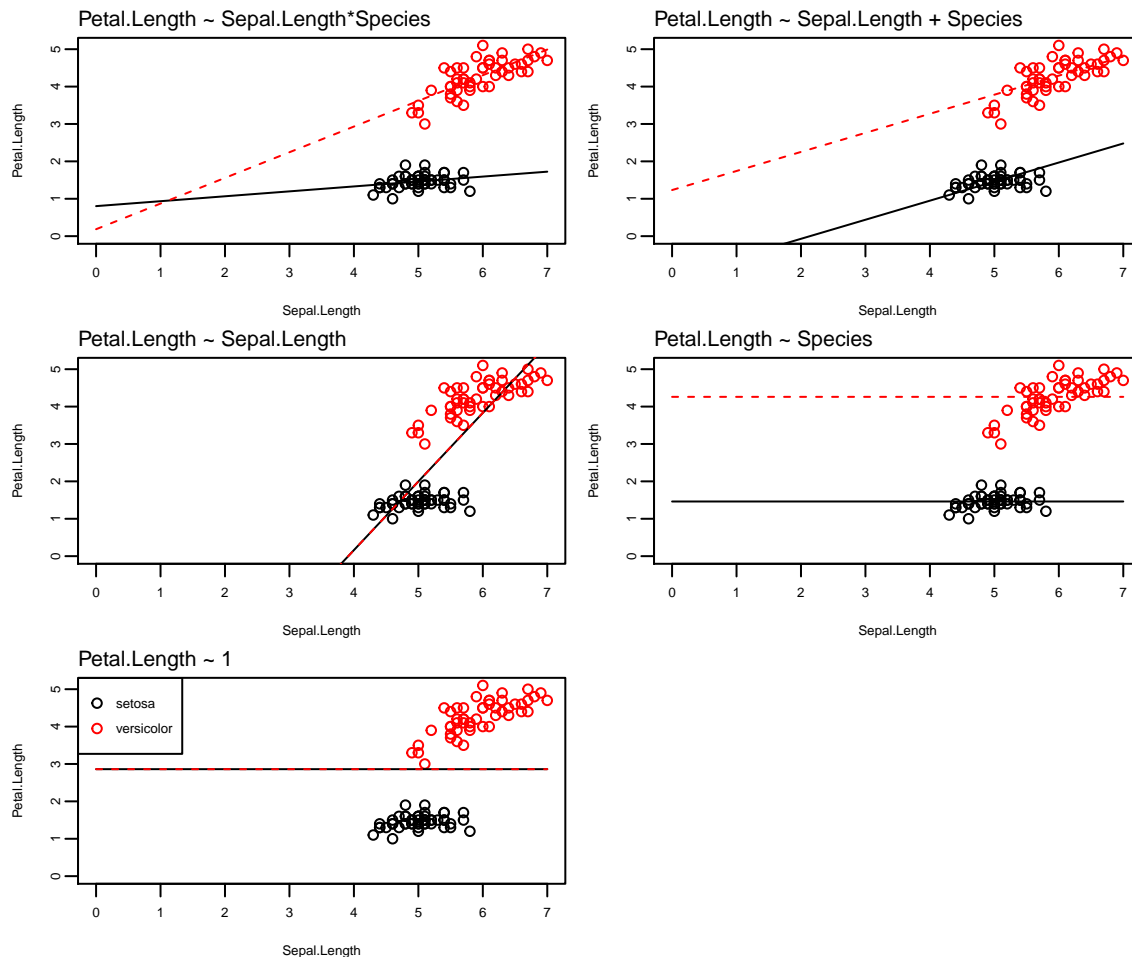 Petal.Length ~ Sepal.Length*Species
Petal.Length
5
4
3
2
1
0
0 1 2 3 4 5 6 7
Sepal.Length
Petal.Length ~ Sepal.Length + Species
Petal.Length
5
4
3
2
1
0
0 1 2 3 4 5 6 7
Sepal.Length
Petal.Length ~ Sepal.Length
Petal.Length
5
4
3
2
1
0
0 1 2 3 4 5 6 7
Sepal.Length
Petal.Length ~ Species
Petal.Length
5
4
3
2
1
0
0 1 2 3 4 5 6 7
Sepal.Length
Petal.Length ~ 1
setosa
versicolor
Petal.Length
5
4
3
2
1
0
0 1 2 3 4 5 6 7
Sepal.Length